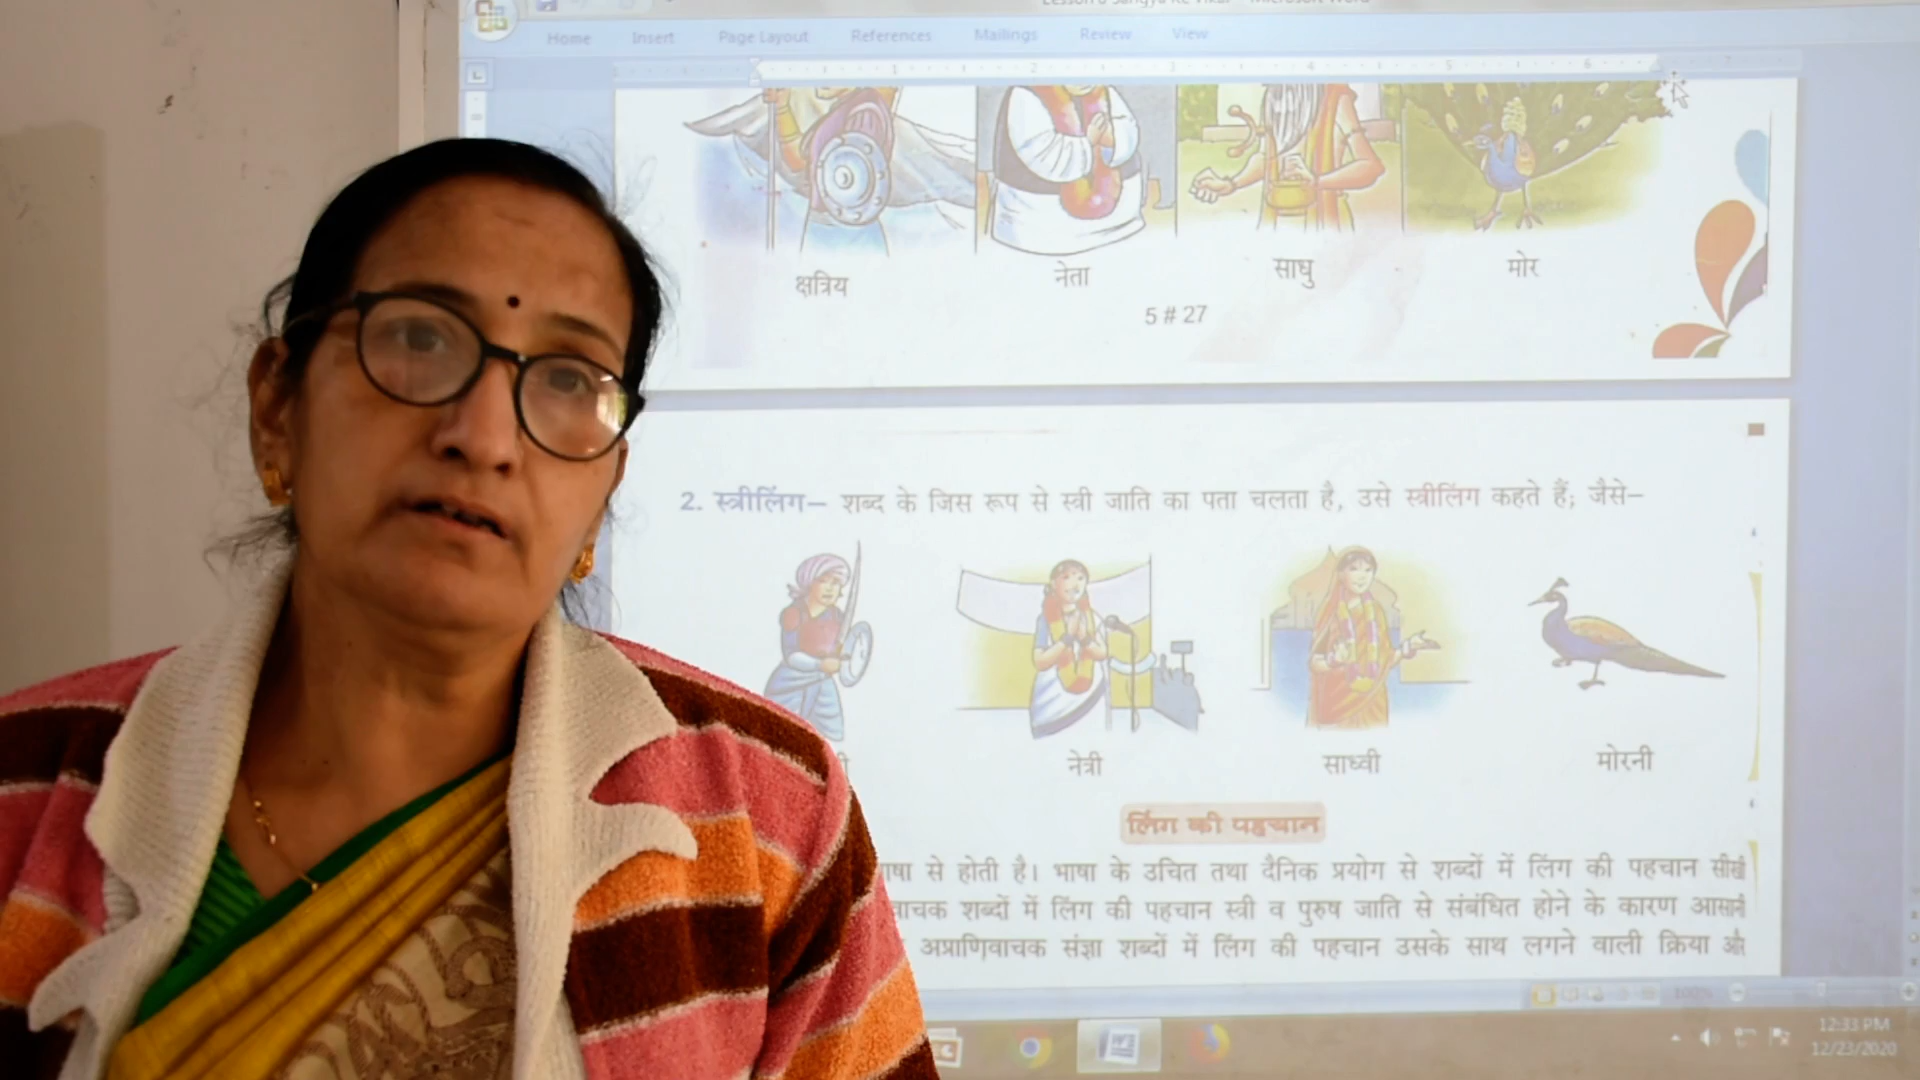 Home Insert Page Layout References Mailings Review View
क्षत्रिय नेता साधु मोर
5 # 27
2. स्त्रीलिंग– शब्द के जिस रूप से स्त्री जाति का पता चलता है, उसे स्त्रीलिंग कहते हैं; जैसे–
नेत्री साध्वी मोरनी
लिंग की पहचान
से होती है। भाषा के उचित तथा दैनिक प्रयोग से शब्दों में लिंग की पहचान सीखी
शब्दों में लिंग की पहचान स्त्री व पुरुष जाति से संबंधित होने के कारण
अप्राणिवाचक संज्ञा शब्दों में लिंग की पहचान उसके साथ लगने वाली क्रिया और
100%
12:33 PM
12/23/2020